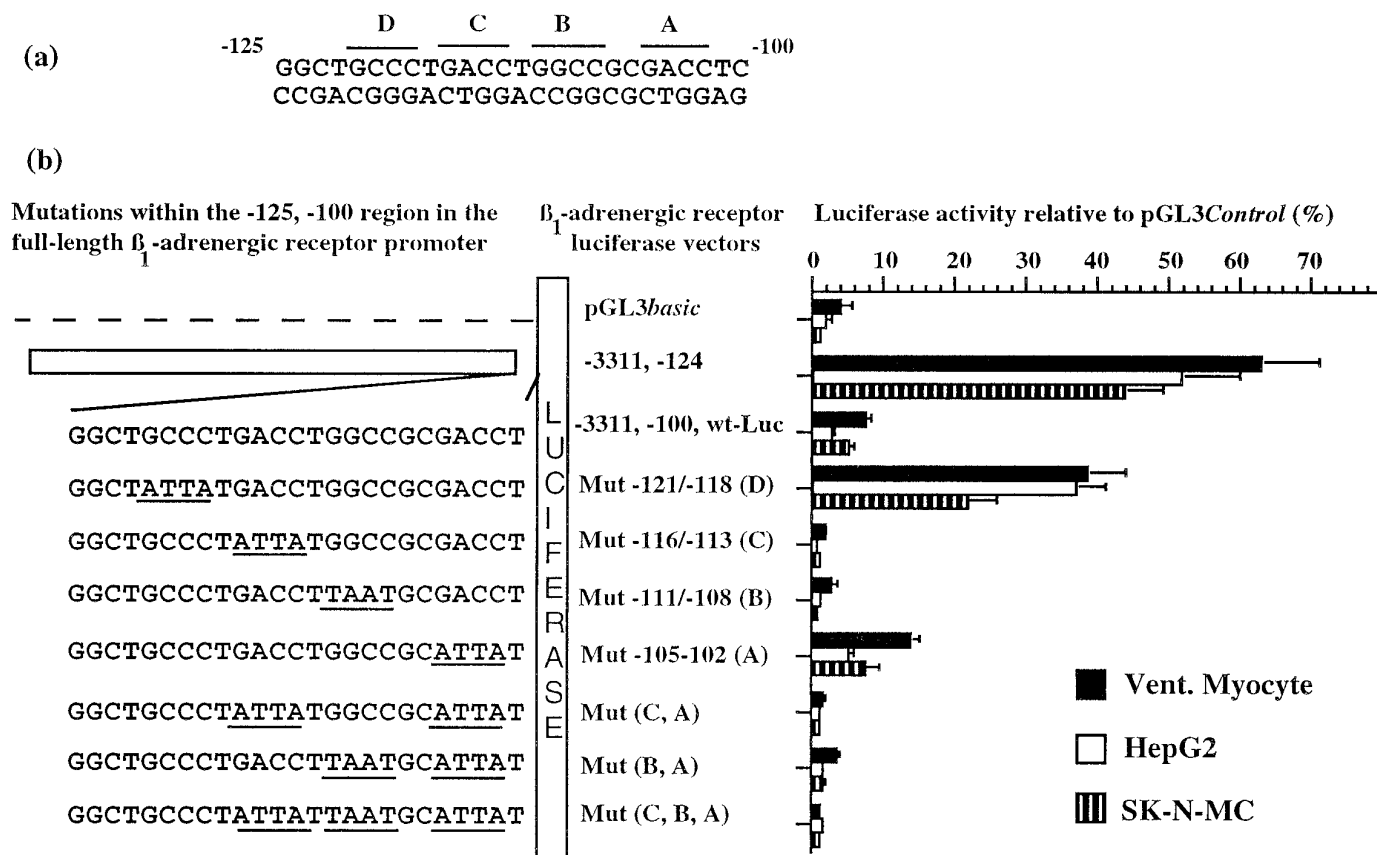 (a)
D C B A
-125 -100
GGCTGCCCTGACCTGGCCGCGACCTC
CCGACGGGACTGGACCGGCGCTGGAG
(b)
Mutations within the -125, -100 region in the
full-length ß1-adrenergic receptor promoter
ß1-adrenergic receptor
luciferase vectors
Luciferase activity relative to pGL3Control (%)
0 10 20 30 40 50 60 70
pGL3basic
-3311, -124
-3311, -100, wt-Luc
GGCTGCCCTGACCTGGCCGCGACCT
GGCTATTATGACCTGGCCGCGACCT
Mut -121/-118 (D)
GGCTGCCCTATTATGGCCGCGACCT
Mut -116/-113 (C)
GGCTGCCCTGACCTTAATGCGACCT
Mut -111/-108 (B)
GGCTGCCCTGACCTGGCCGCATTAT
Mut -105-102 (A)
GGCTGCCCTATTATGGCCGCATTAT
Mut (C, A)
GGCTGCCCTGACCTTAATGCATTAT
Mut (B, A)
GGCTGCCCTATTATTAATGCATTAT
Mut (C, B, A)
LUCIFERASE
Vent. Myocyte
HepG2
SK-N-MC